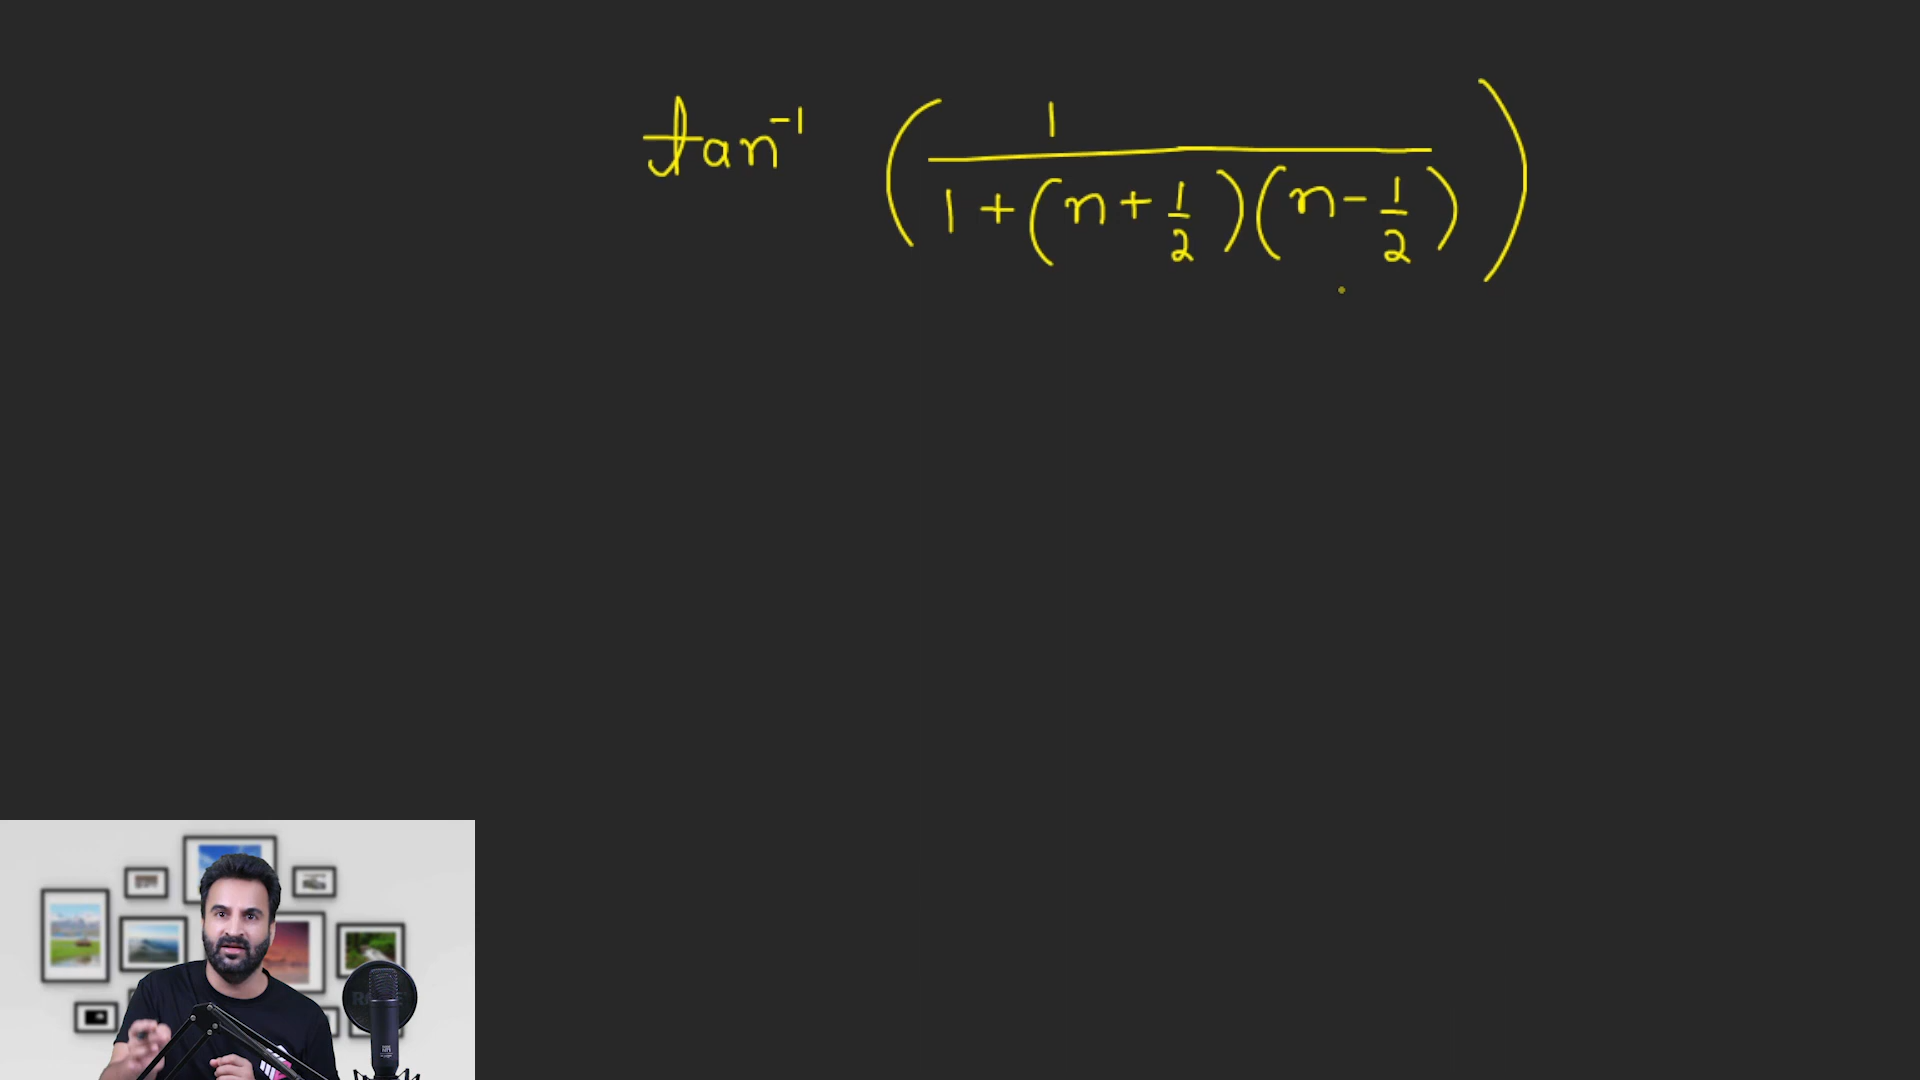 tan⁻¹ ( 1 / ( 1 + (n + 1/2)(n - 1/2) ) )